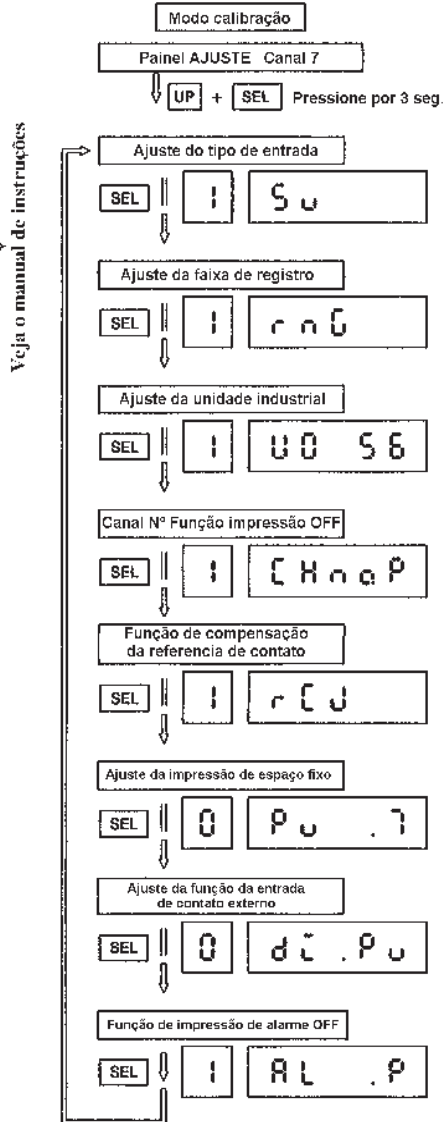 Modo calibração
Painel AJUSTE Canal 7
UP + SEL Pressione por 3 seg.
Veja o manual de instruções
Ajuste do tipo de entrada
SEL 1 Su
Ajuste da faixa de registro
SEL 1 rnG
Ajuste da unidade industrial
SEL 1 U0 56
Canal Nº Função impressão OFF
SEL 1 CHnoP
Função de compensação
da referencia de contato
SEL 1 rCJ
Ajuste da impressão de espaço fixo
SEL 0 Pu .7
Ajuste da função da entrada
de contato externo
SEL 0 di .Pu
Função de impressão de alarme OFF
SEL 1 AL .P